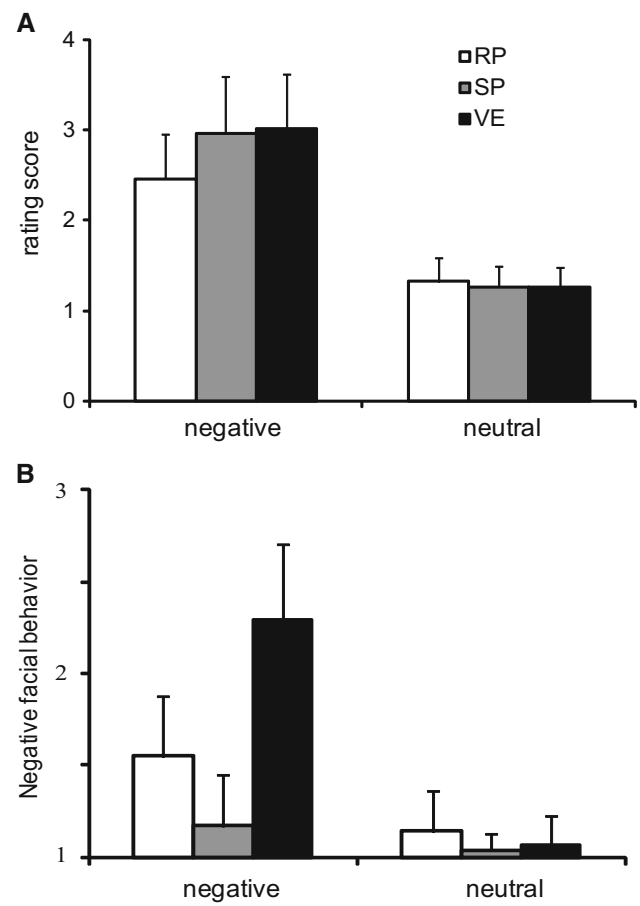 A
4
3
2
1
0
rating score
RP
SP
VE
negative neutral
B
3
2
1
Negative facial behavior
negative neutral